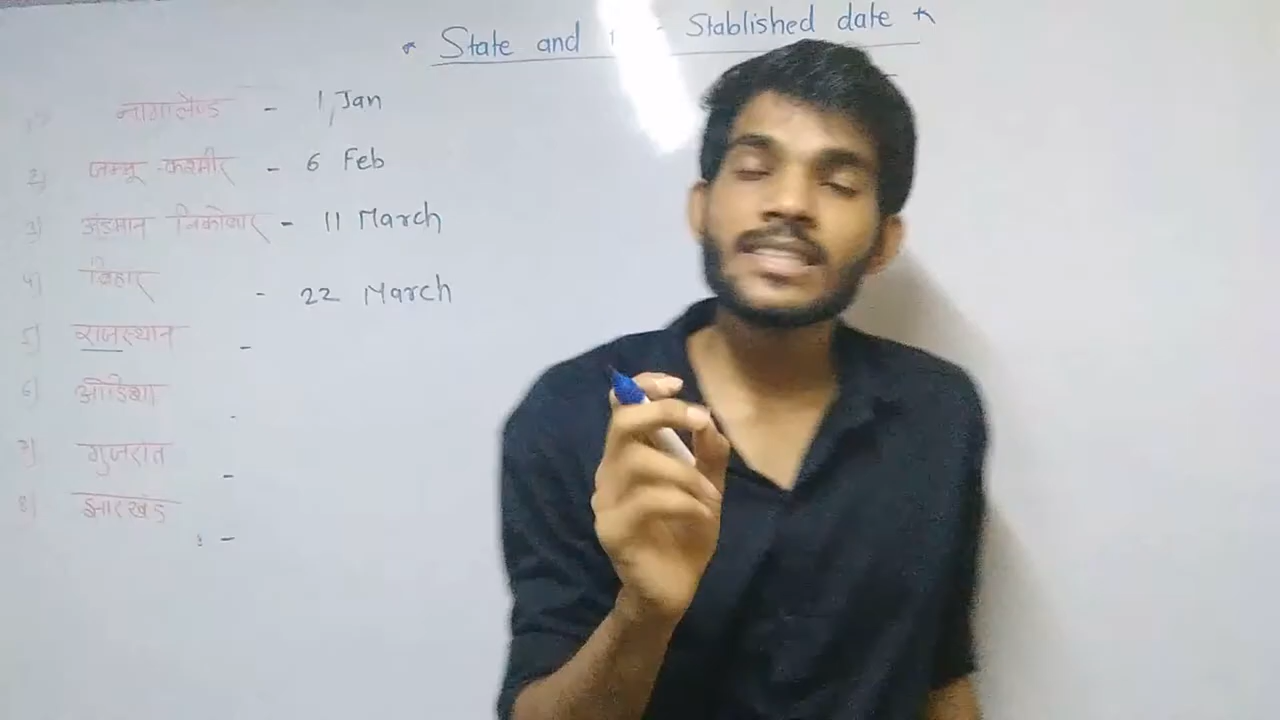 * State and Stablished date *
नागालैण्ड - 1 Jan
2) जम्मू-कश्मीर - 6 Feb
3) अंडमान निकोबार - 11 March
4) बिहार - 22 March
5) राजस्थान -
6) ओडिशा -
7) गुजरात -
8) झारखंड -